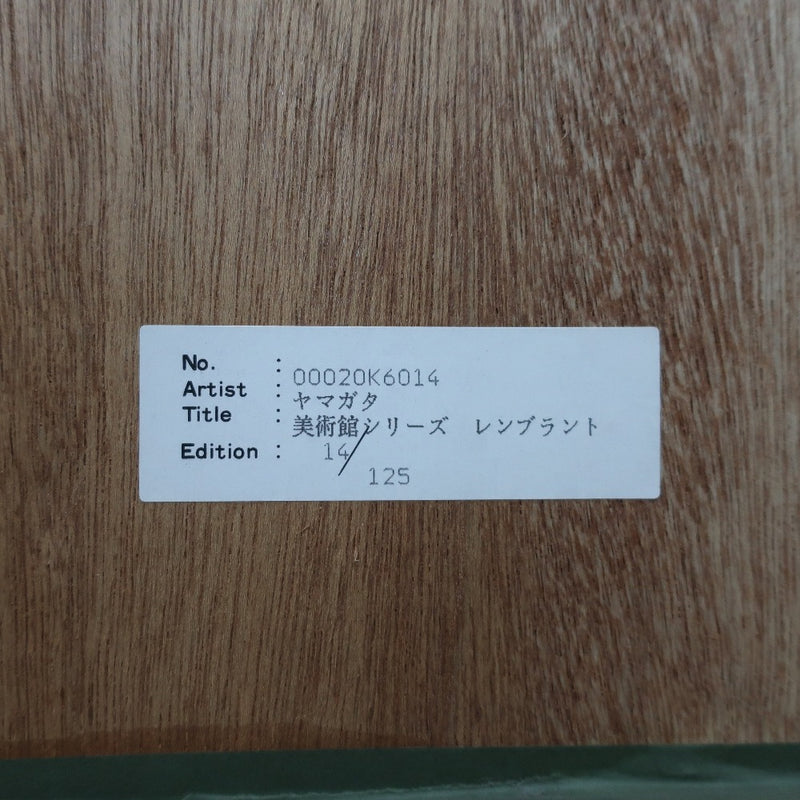 No. : 00020K6014
Artist : ヤマガタ
Title : 美術館シリーズ　レンブラント
Edition : 14/
125